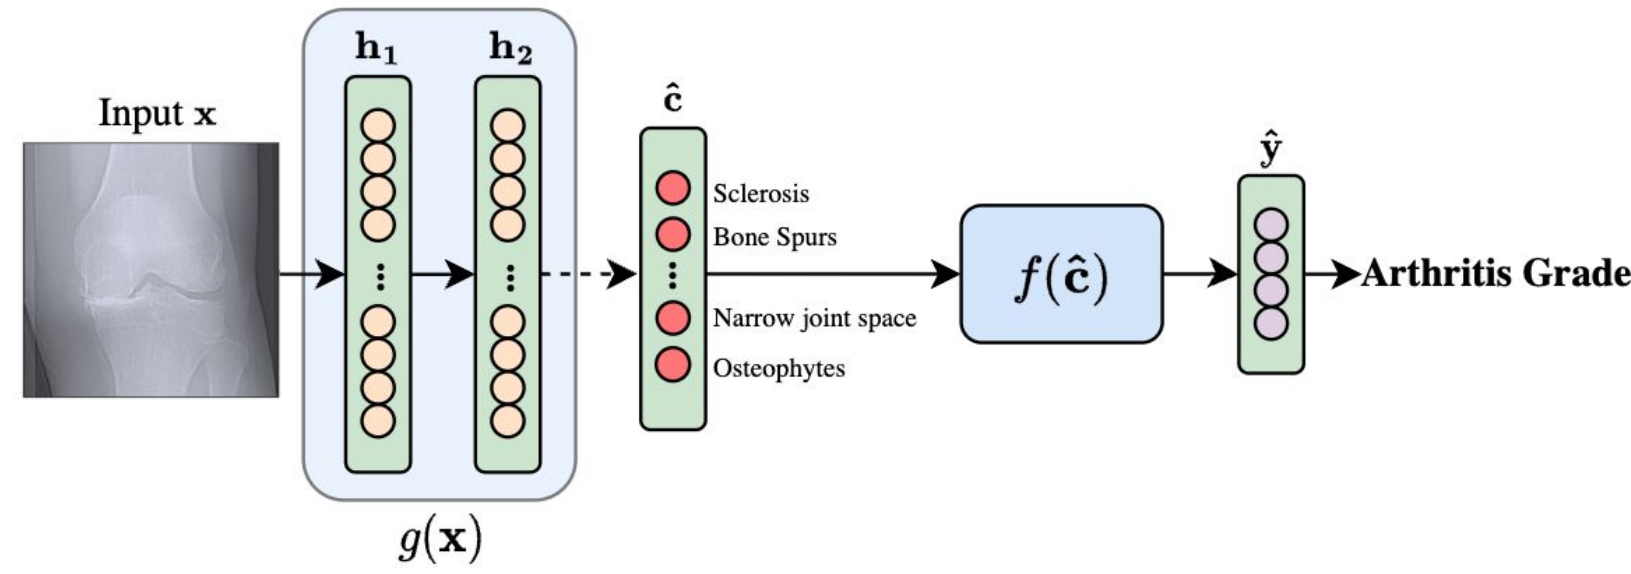 Input x
h₁
h₂
g(x)
ĉ
Sclerosis
Bone Spurs
Narrow joint space
Osteophytes
f(ĉ)
ŷ
Arthritis Grade